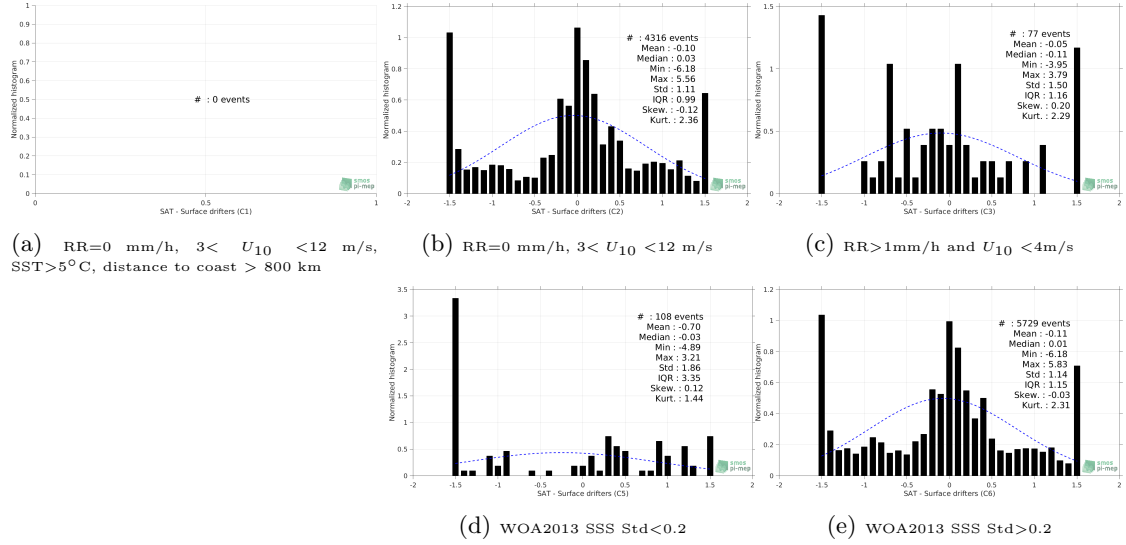 1
0.9
0.8
0.7
0.6
0.5
0.4
0.3
0.2
0.1
0
Normalized histogram
# : 0 events
0 0.5 1
SAT - Surface drifters (C1)
smos
pi-mep
(a) RR=0 mm/h, 3< U10 <12 m/s,
SST>5°C, distance to coast > 800 km
1.2
1
0.8
0.6
0.4
0.2
0
Normalized histogram
# : 4316 events
Mean : -0.10
Median : 0.03
Min : -6.18
Max : 5.56
Std : 1.11
IQR : 0.99
Skew. : -0.12
Kurt. : 2.36
-1.5 -1 -0.5 0 0.5 1 1.5 2
SAT - Surface drifters (C2)
smos
pi-mep
(b) RR=0 mm/h, 3< U10 <12 m/s
1.5
1
0.5
0
Normalized histogram
# : 77 events
Mean : -0.05
Median : -0.11
Min : -3.95
Max : 3.79
Std : 1.50
IQR : 1.16
Skew. : 0.20
Kurt. : 2.29
-1.5 -1 -0.5 0 0.5 1 1.5 2
SAT - Surface drifters (C3)
smos
pi-mep
(c) RR>1mm/h and U10 <4m/s
3.5
3
2.5
2
1.5
1
0.5
0
Normalized histogram
# : 108 events
Mean : -0.70
Median : -0.03
Min : -4.89
Max : 3.21
Std : 1.86
IQR : 3.35
Skew. : 0.12
Kurt. : 1.44
-2 -1.5 -1 -0.5 0 0.5 1 1.5 2
SAT - Surface drifters (C5)
smos
pi-mep
(d) WOA2013 SSS Std<0.2
1.2
1
0.8
0.6
0.4
0.2
0
Normalized histogram
# : 5729 events
Mean : -0.11
Median : 0.01
Min : -6.18
Max : 5.83
Std : 1.14
IQR : 1.15
Skew. : -0.03
Kurt. : 2.31
-2 -1.5 -1 -0.5 0 0.5 1 1.5 2
SAT - Surface drifters (C6)
smos
pi-mep
(e) WOA2013 SSS Std>0.2